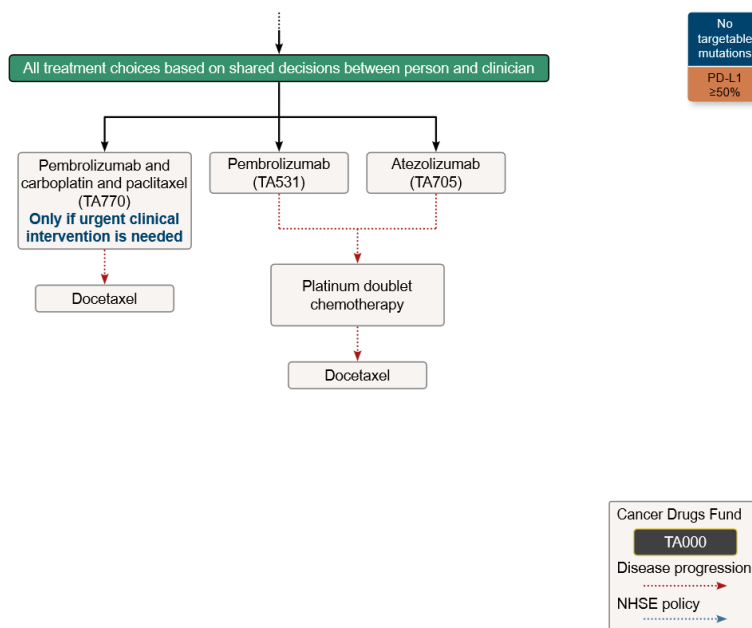 No
targetable
mutations
PD-L1
≥50%
All treatment choices based on shared decisions between person and clinician
Pembrolizumab and
carboplatin and paclitaxel
(TA770)
Only if urgent clinical
intervention is needed
Pembrolizumab
(TA531)
Atezolizumab
(TA705)
Docetaxel
Platinum doublet
chemotherapy
Docetaxel
Cancer Drugs Fund
TA000
Disease progression
NHSE policy